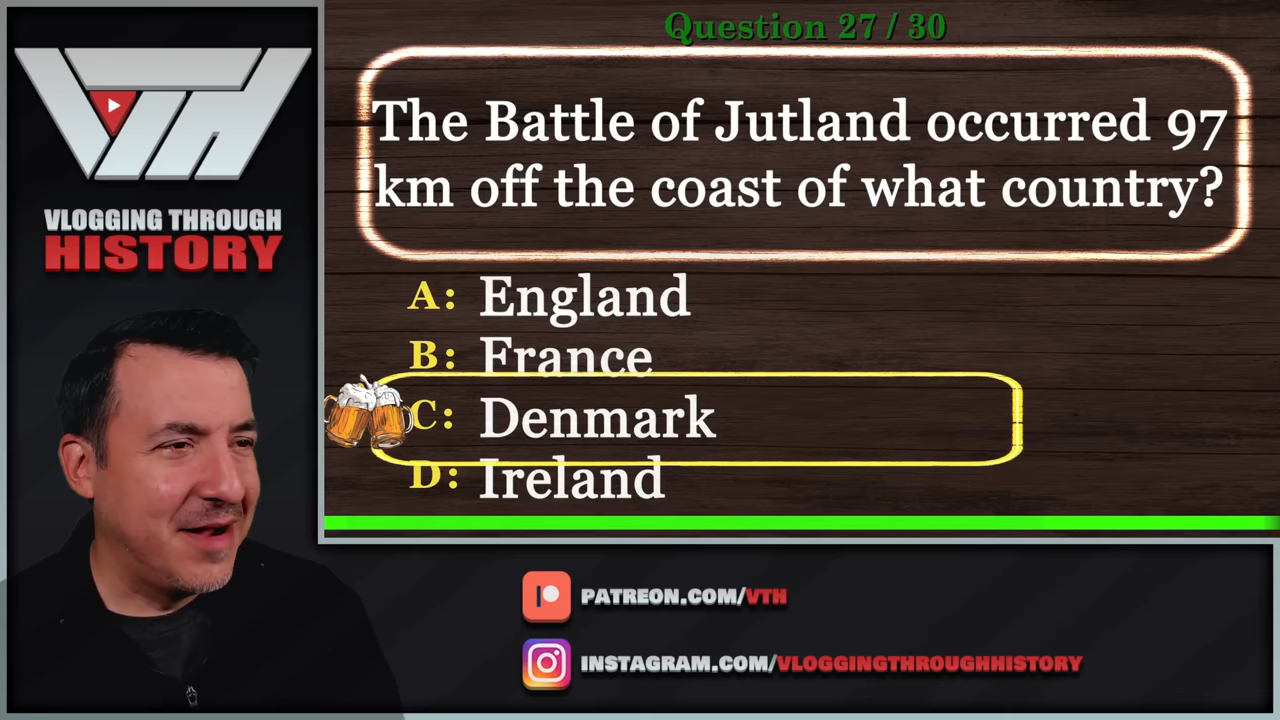 VTH
VLOGGING THROUGH
HISTORY
Question 27 / 30
The Battle of Jutland occurred 97
km off the coast of what country?
A: England
B: France
C: Denmark
D: Ireland
PATREON.COM/VTH
INSTAGRAM.COM/VLOGGINGTHROUGHHISTORY